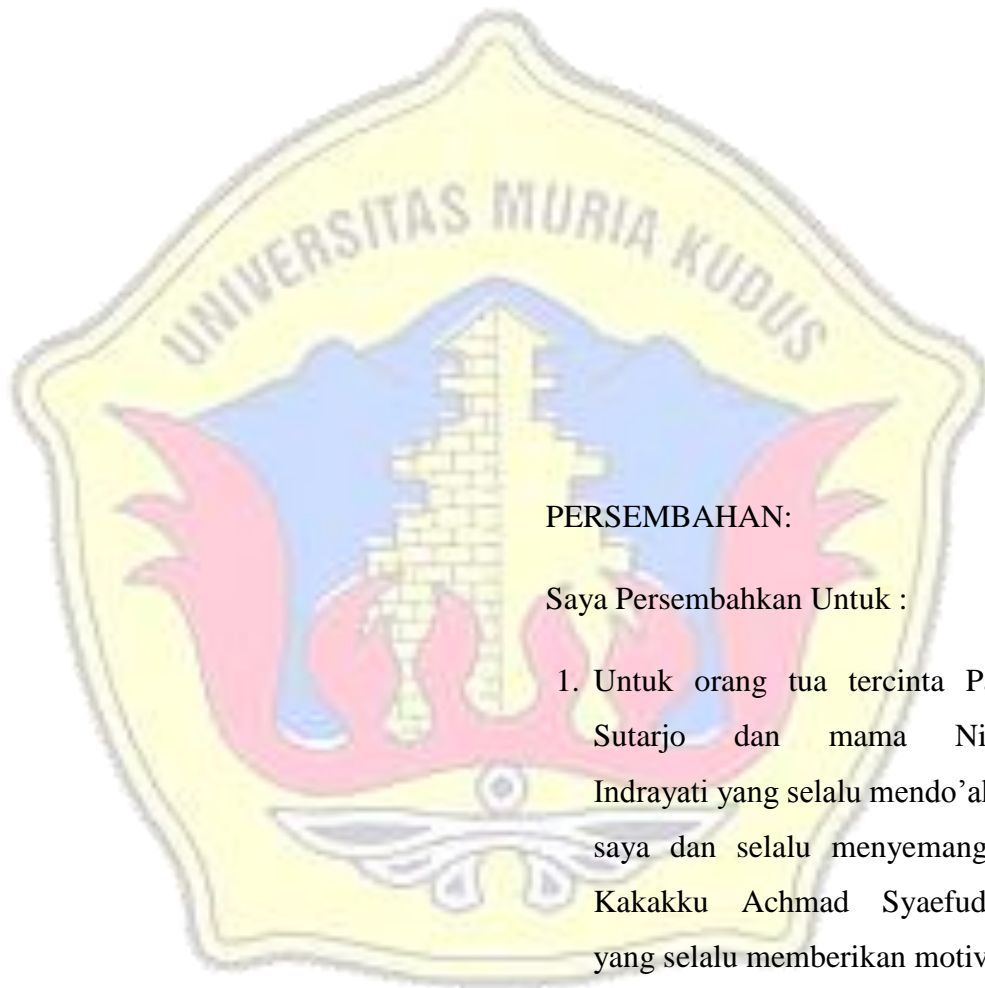 UNIVERSITAS MURIA KUDUS
PERSEMBAHAN:
Saya Persembahkan Untuk :
1. Untuk orang tua tercinta
Sutarjo dan mama
Indrayati yang selalu
saya dan selalu
Kakakku Achmad
yang selalu memberikan